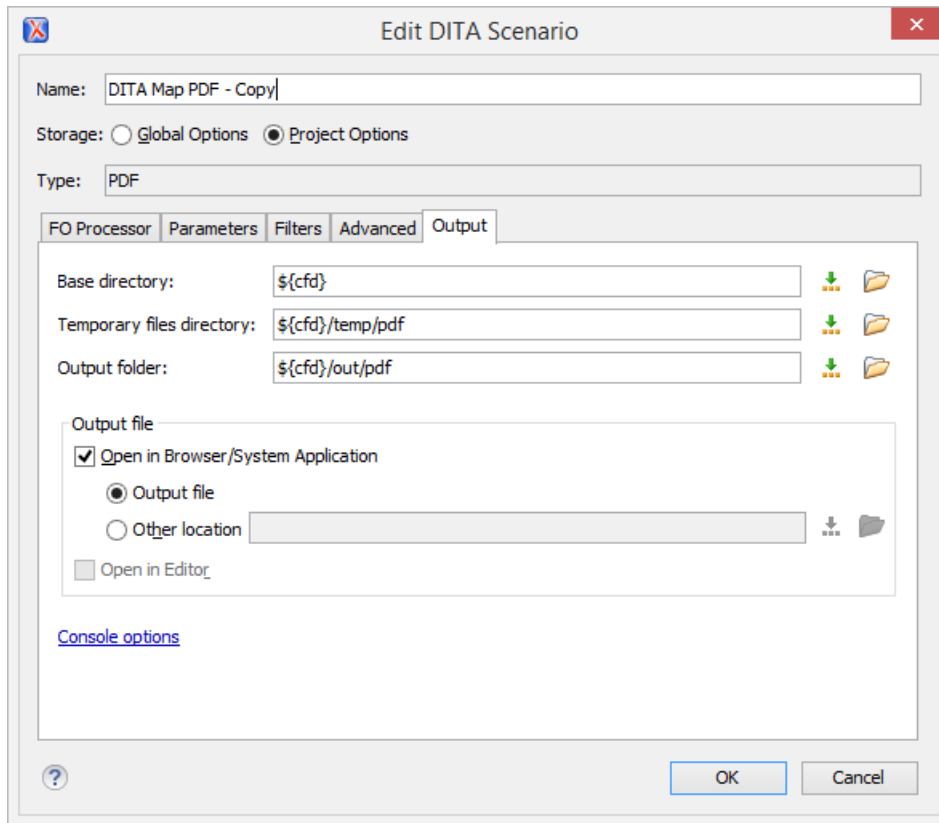 Edit DITA Scenario
Name: DITA Map PDF - Copy
Storage: Global Options Project Options
Type: PDF
FO Processor Parameters Filters Advanced Output
Base directory: ${cfd}
Temporary files directory: ${cfd}/temp/pdf
Output folder: ${cfd}/out/pdf
Output file
Open in Browser/System Application
Output file
Other location
Open in Editor
Console options
? OK Cancel